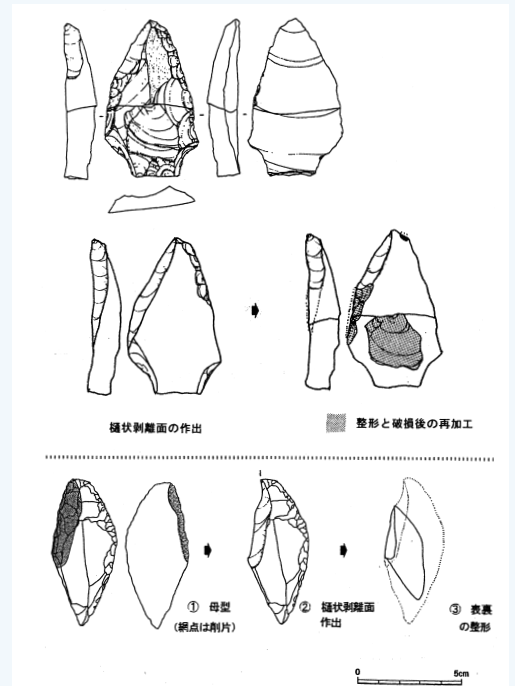 樋状剥離面の作出
整形と破損後の再加工
① 母型
(網点は削片)
② 樋状剥離面
作出
③ 表裏
の整形
0 5cm